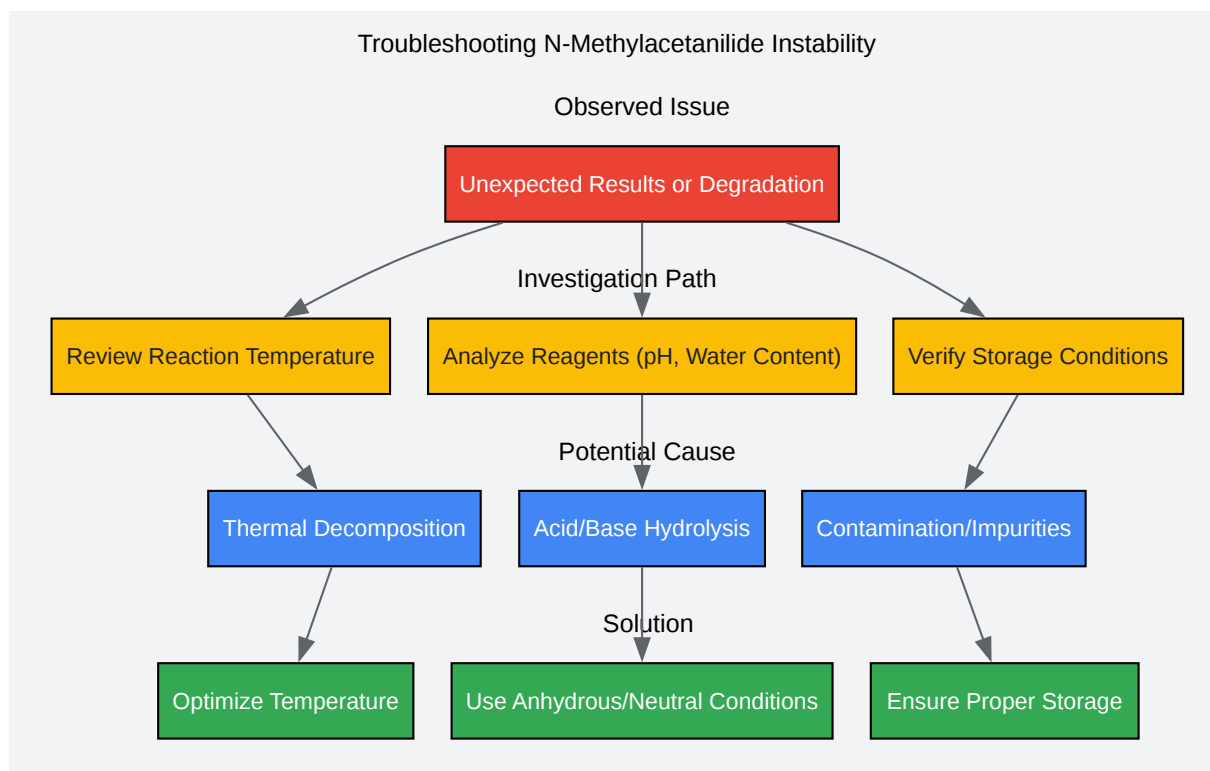 Troubleshooting N-Methylacetanilide Instability
Observed Issue
Unexpected Results or Degradation
Investigation Path
Review Reaction Temperature
Analyze Reagents (pH, Water Content)
Verify Storage Conditions
Potential Cause
Thermal Decomposition
Acid/Base Hydrolysis
Contamination/Impurities
Solution
Optimize Temperature
Use Anhydrous/Neutral Conditions
Ensure Proper Storage